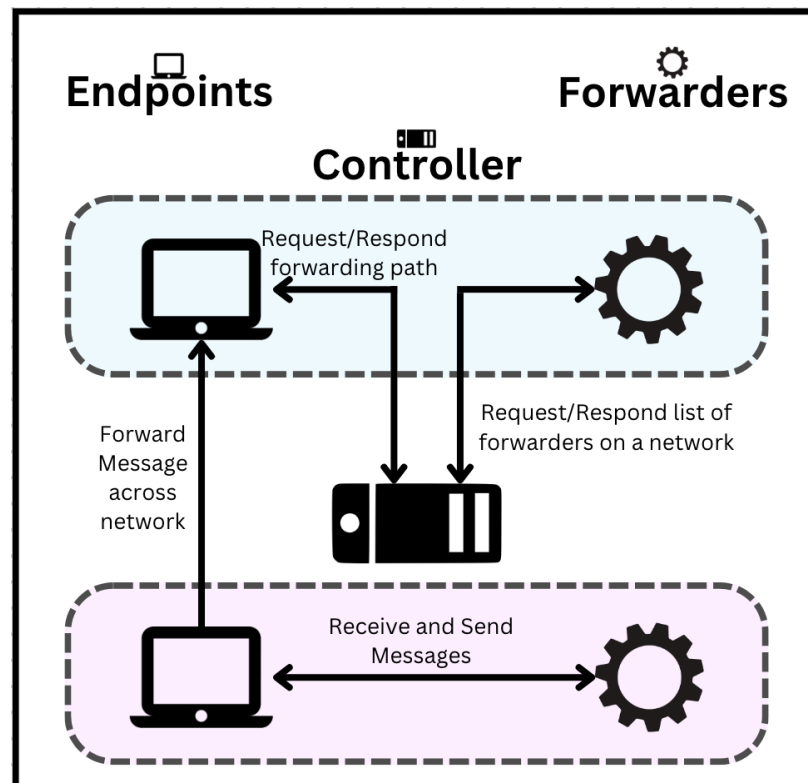 Endpoints
Forwarders
Controller
Request/Respond
forwarding path
Request/Respond list of
forwarders on a network
Forward
Message
across
network
Receive and Send
Messages